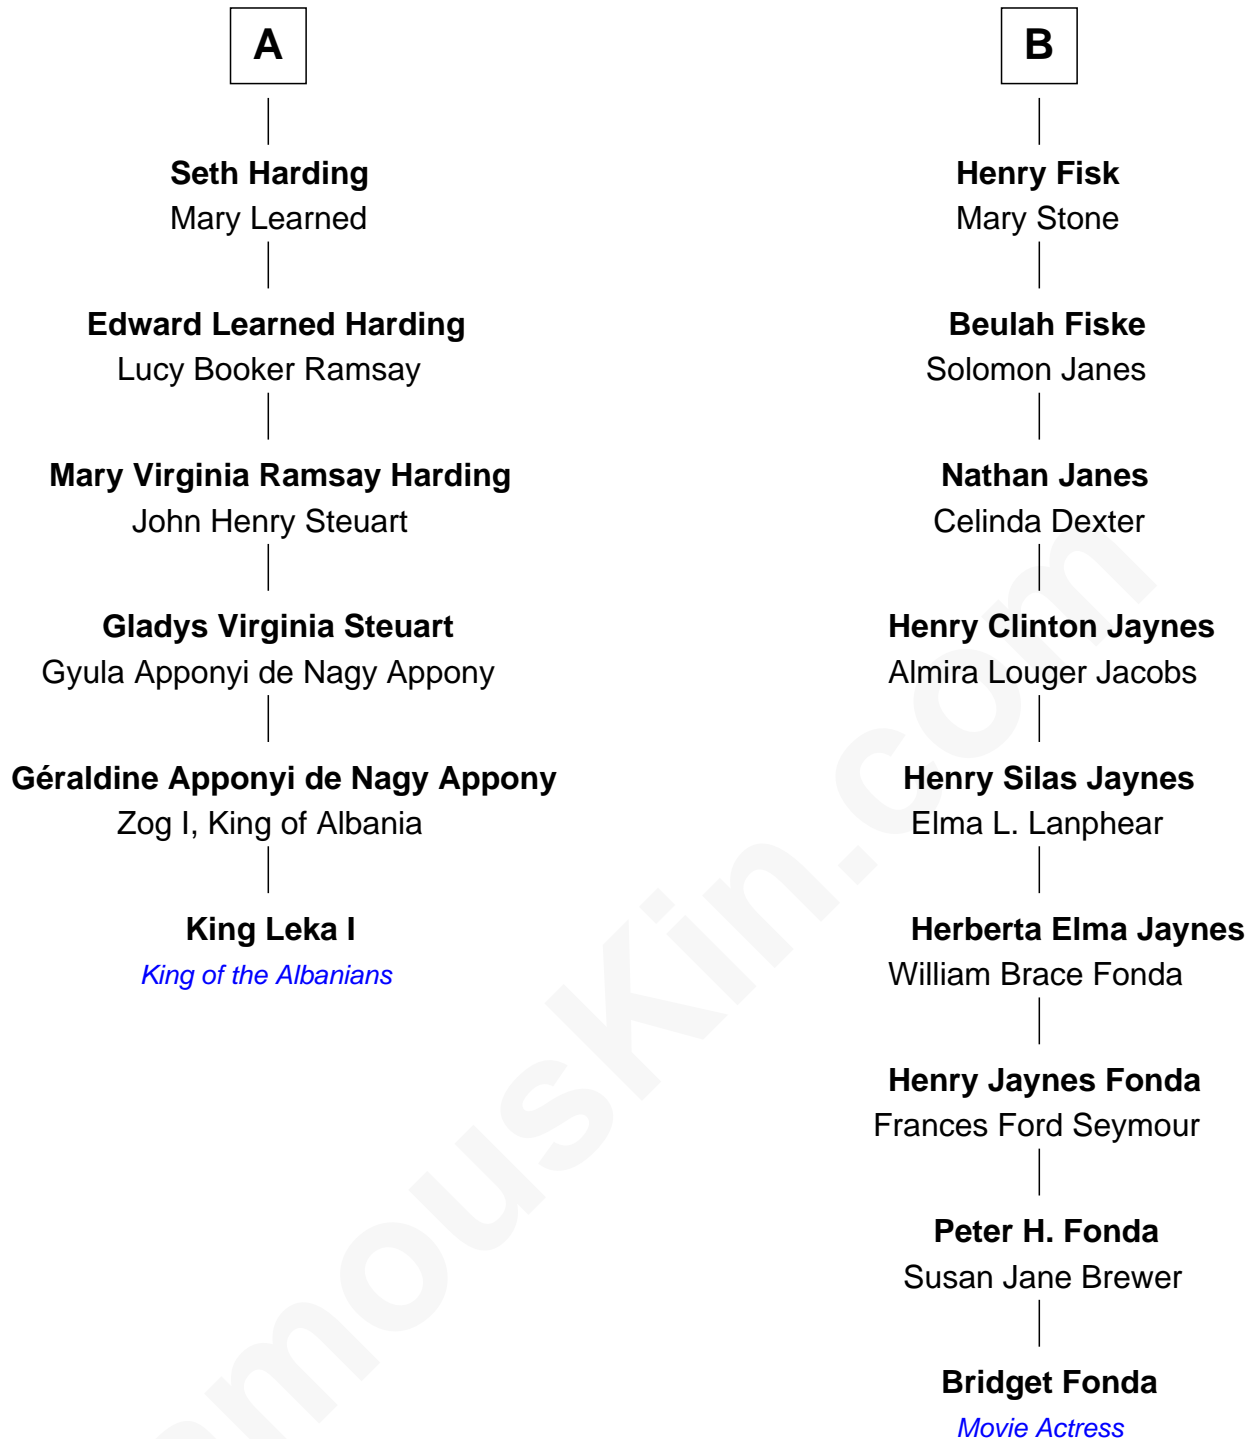 A
Seth Harding
Mary Learned
Edward Learned Harding
Lucy Booker Ramsay
Mary Virginia Ramsay Harding
John Henry Steuart
Gladys Virginia Steuart
Gyula Apponyi de Nagy Appony
Géraldine Apponyi de Nagy Appony
Zog I, King of Albania
King Leka I
King of the Albanians
B
Henry Fisk
Mary Stone
Beulah Fiske
Solomon Janes
Nathan Janes
Celinda Dexter
Henry Clinton Jaynes
Almira Louger Jacobs
Henry Silas Jaynes
Elma L. Lanphear
Herberta Elma Jaynes
William Brace Fonda
Henry Jaynes Fonda
Frances Ford Seymour
Peter H. Fonda
Susan Jane Brewer
Bridget Fonda
Movie Actress
amouskin.com